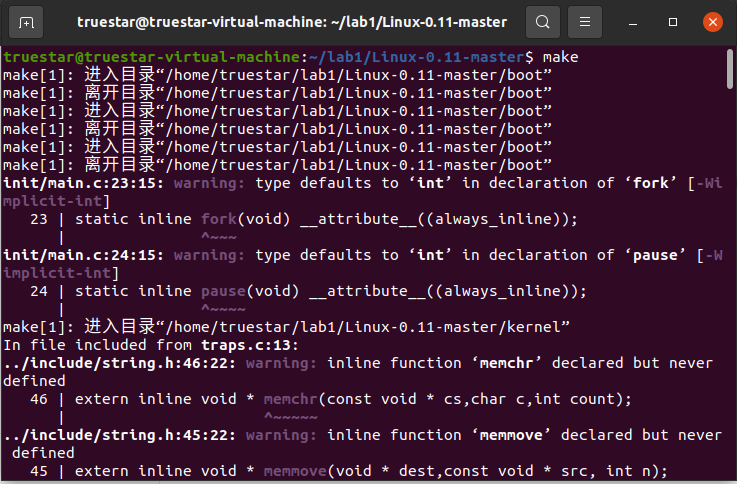 truestar@truestar-virtual-machine: ~/lab1/Linux-0.11-master
truestar@truestar-virtual-machine:~/lab1/Linux-0.11-master$ make
make[1]: 进入目录“/home/truestar/lab1/Linux-0.11-master/boot”
make[1]: 离开目录“/home/truestar/lab1/Linux-0.11-master/boot”
make[1]: 进入目录“/home/truestar/lab1/Linux-0.11-master/boot”
make[1]: 离开目录“/home/truestar/lab1/Linux-0.11-master/boot”
make[1]: 进入目录“/home/truestar/lab1/Linux-0.11-master/boot”
make[1]: 离开目录“/home/truestar/lab1/Linux-0.11-master/boot”
init/main.c:23:15: warning: type defaults to ‘int’ in declaration of ‘fork’ [-Wi
mplicit-int]
   23 | static inline fork(void) __attribute__((always_inline));
      |               ^~~~
init/main.c:24:15: warning: type defaults to ‘int’ in declaration of ‘pause’ [-W
implicit-int]
   24 | static inline pause(void) __attribute__((always_inline));
      |               ^~~~~
make[1]: 进入目录“/home/truestar/lab1/Linux-0.11-master/kernel”
In file included from traps.c:13:
../include/string.h:46:22: warning: inline function ‘memchr’ declared but never
defined
   46 | extern inline void * memchr(const void * cs,char c,int count);
      |                      ^~~~~~
../include/string.h:45:22: warning: inline function ‘memmove’ declared but never
 defined
   45 | extern inline void * memmove(void * dest,const void * src, int n);